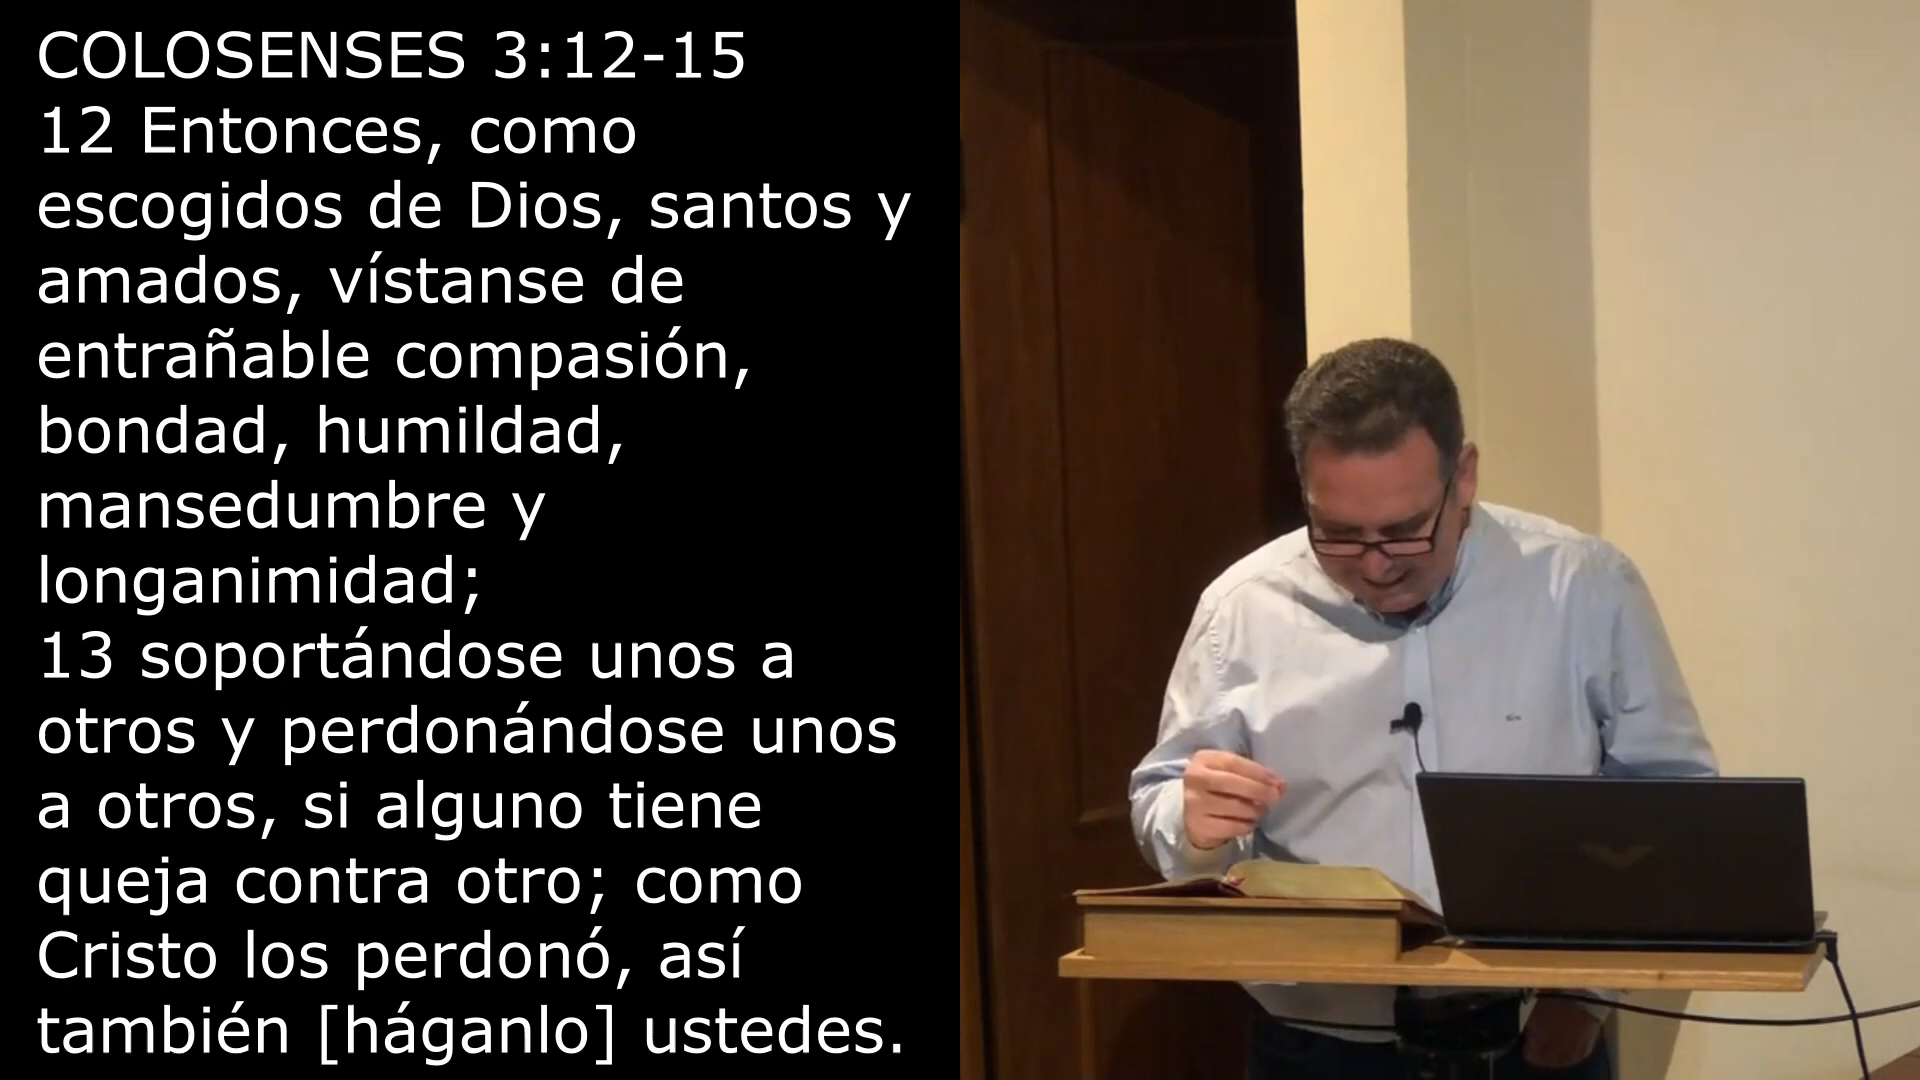 COLOSENSES 3:12-15
12 Entonces, como
escogidos de Dios, santos y
amados, vístanse de
entrañable compasión,
bondad, humildad,
mansedumbre y
longanimidad;
13 soportándose unos a
otros y perdonándose unos
a otros, si alguno tiene
queja contra otro; como
Cristo los perdonó, así
también [háganlo] ustedes.